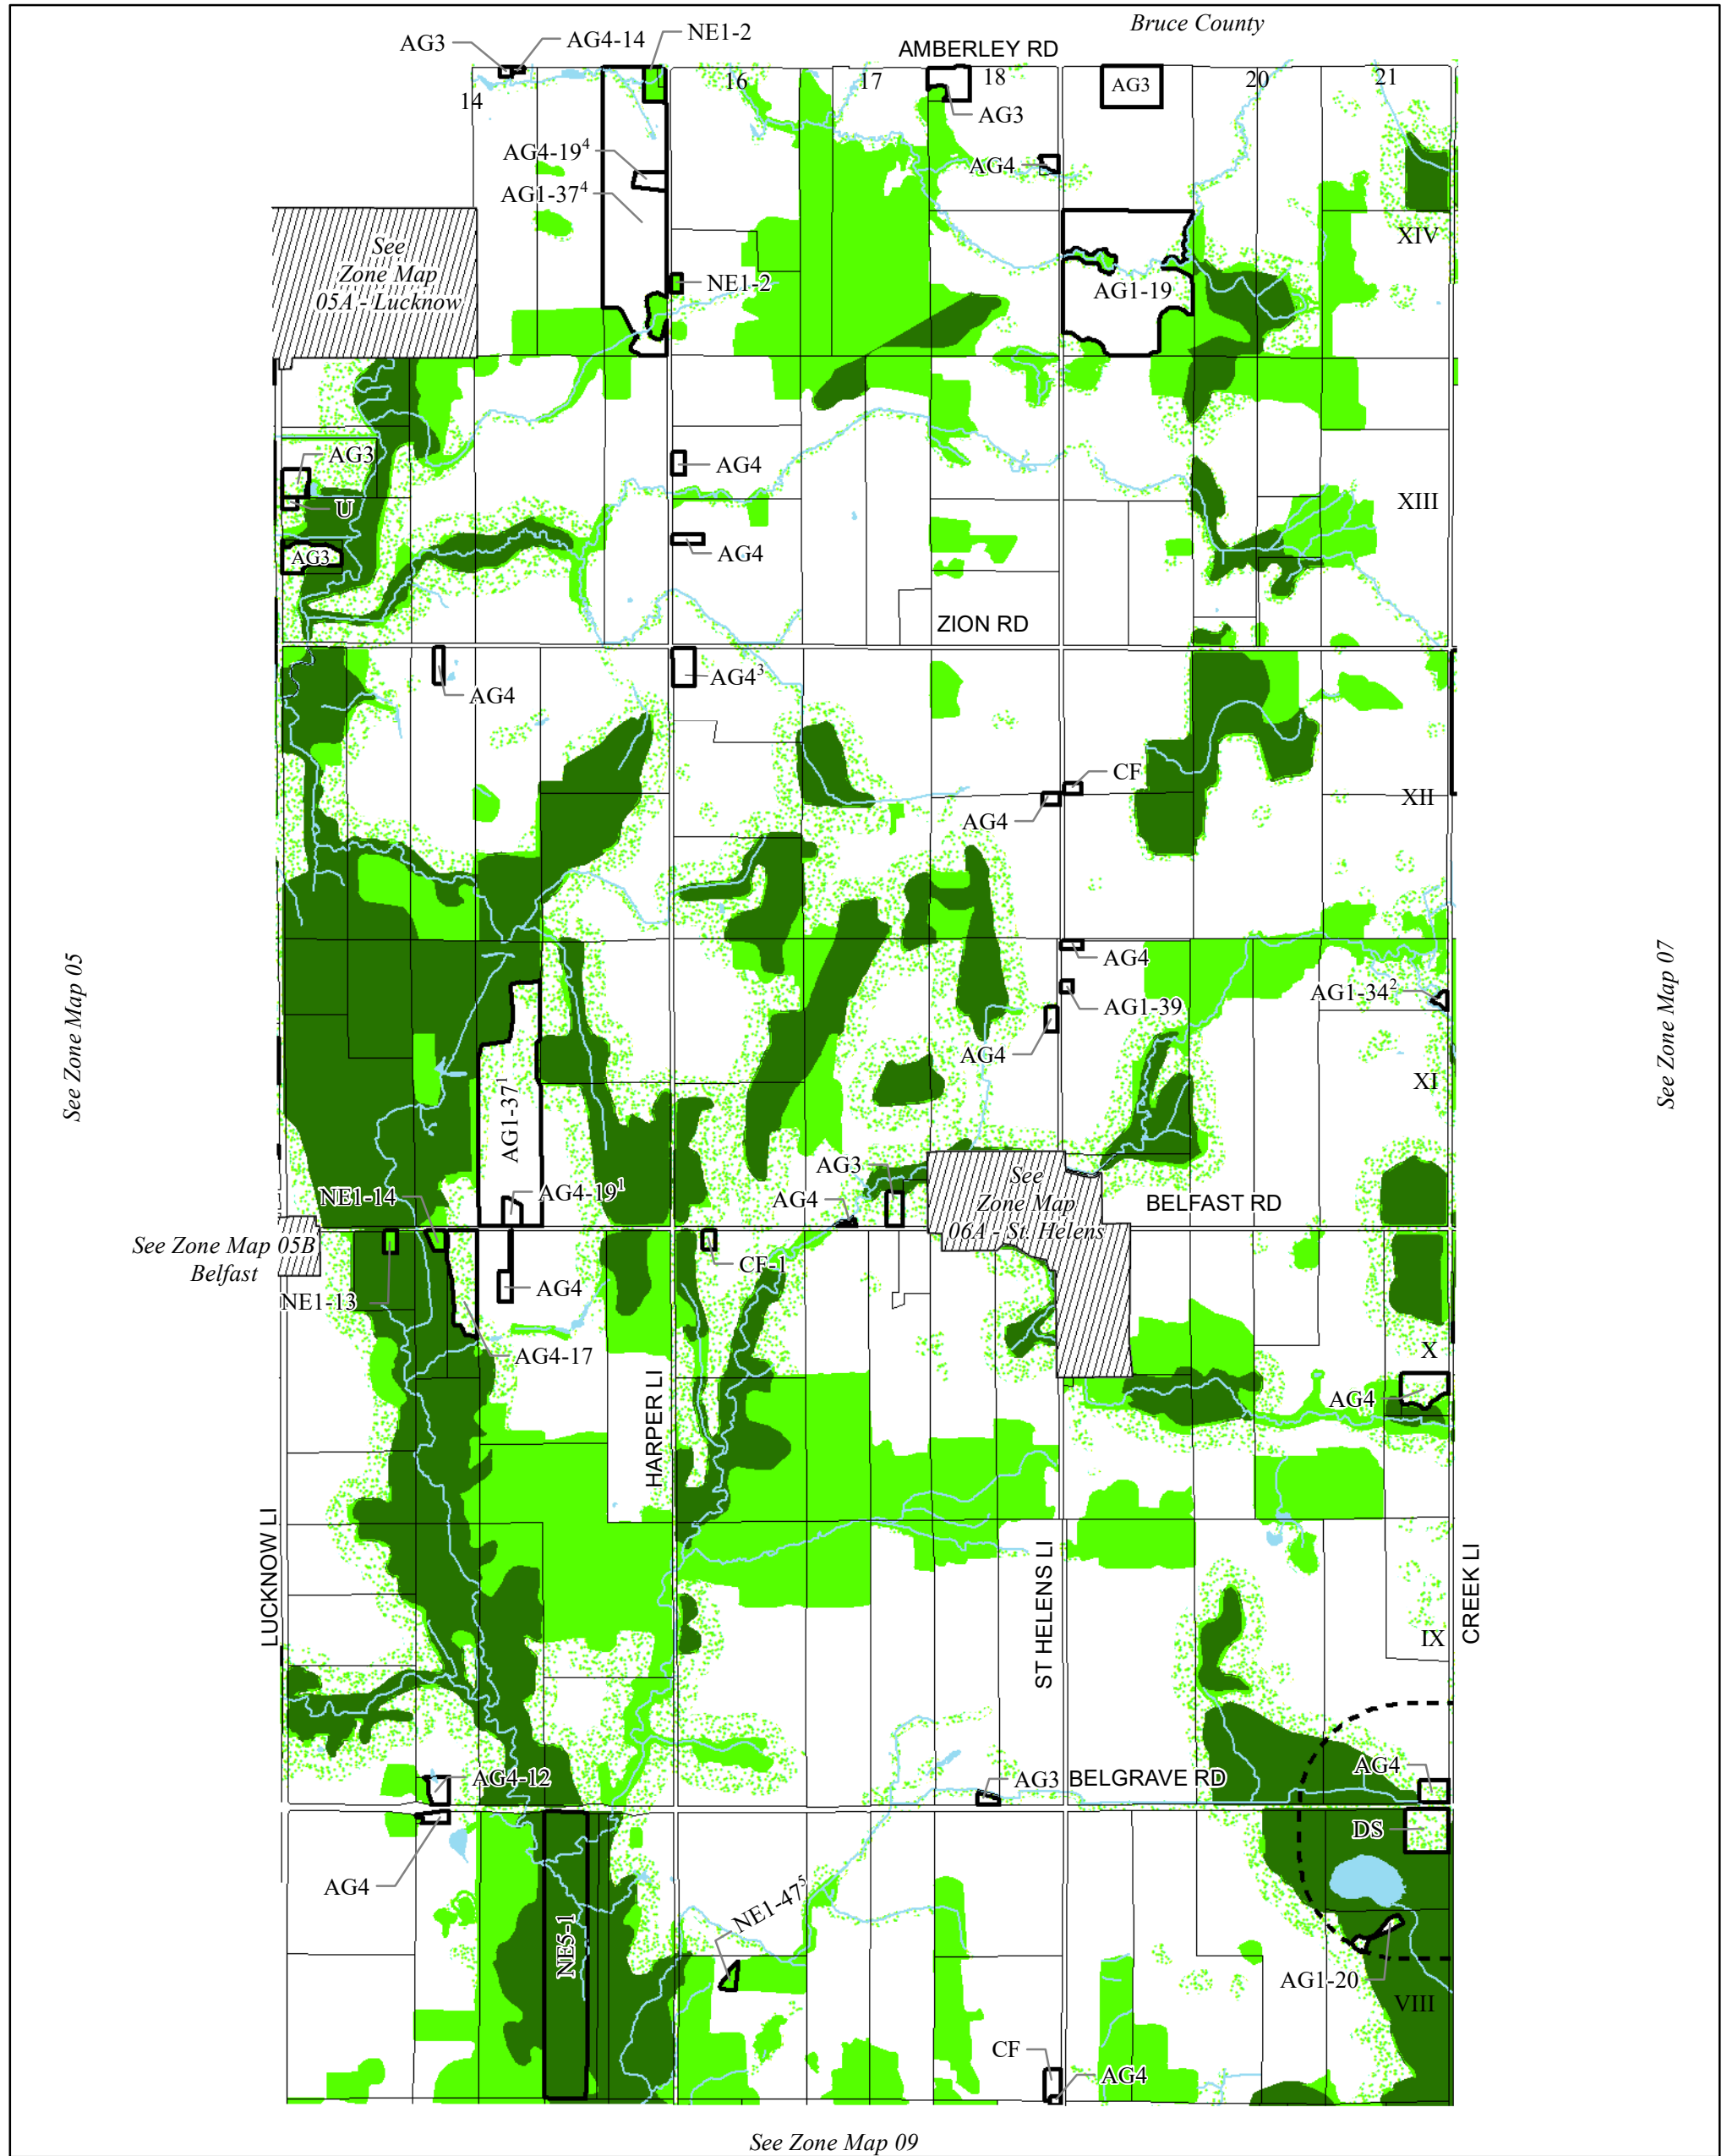 Bruce County
AG3
AG4-14
NE1-2
AMBERLEY RD
14
16
17
18
AG3
20
21
AG3
AG4-19⁴
AG4
AG1-37⁴
See
Zone Map
05A - Lucknow
XIV
NE1-2
AG1-19
AG3
AG4
U
XIII
AG3
AG4
ZION RD
AG4
AG4³
CF
AG4
XII
See Zone Map 05
See Zone Map 07
AG4
AG1-39
AG1-34²
AG4
XI
AG1-37¹
AG3
See
Zone Map
06A - St. Helens
NE1-14
AG4-19¹
AG4
BELFAST RD
See Zone Map 05B
Belfast
CF-1
NE1-13
AG4
AG4-17
X
AG4
HARPER LI
LUCKNOW LI
ST HELENS LI
CREEK LI
IX
AG4-12
AG3
BELGRAVE RD
AG4
DS
AG4
NE1-47⁵
NE5-1
AG1-20
VIII
CF
AG4
See Zone Map 09